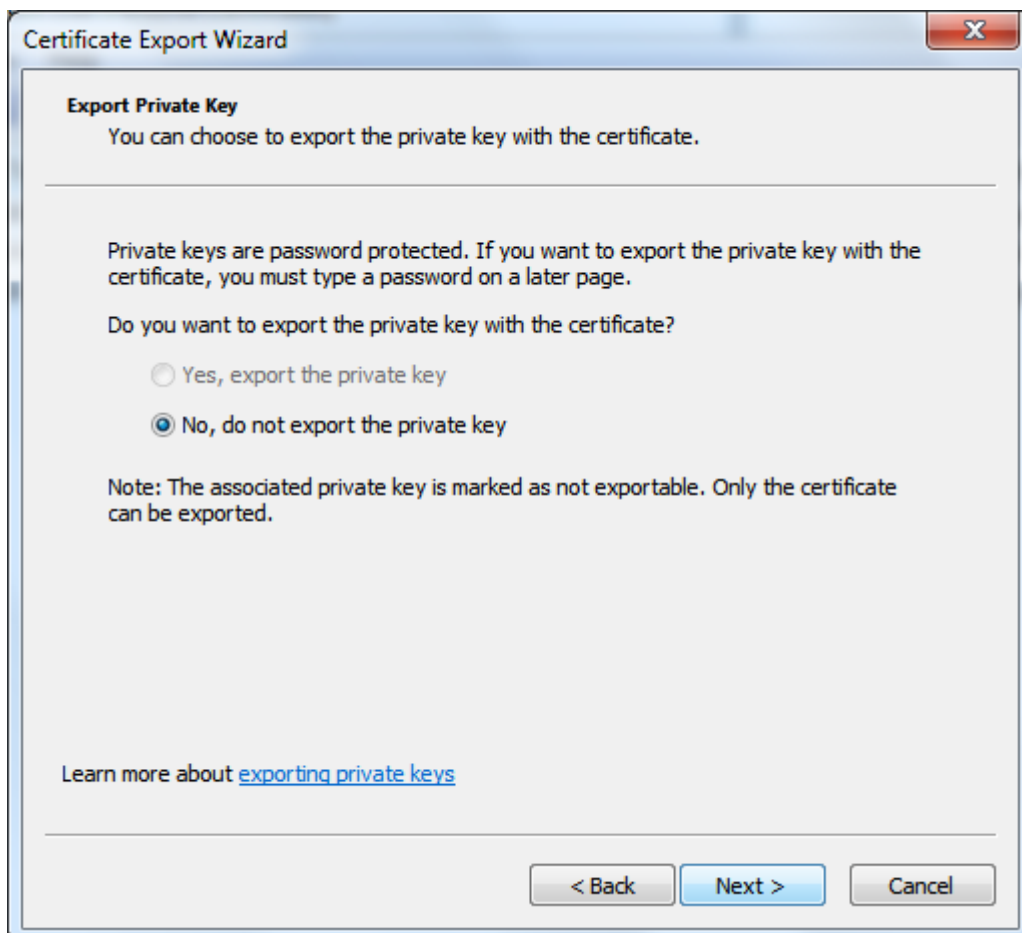 Certificate Export Wizard
Export Private Key
You can choose to export the private key with the certificate.
Private keys are password protected. If you want to export the private key with the
certificate, you must type a password on a later page.
Do you want to export the private key with the certificate?
Yes, export the private key
No, do not export the private key
Note: The associated private key is marked as not exportable. Only the certificate
can be exported.
Learn more about exporting private keys
< Back Next > Cancel